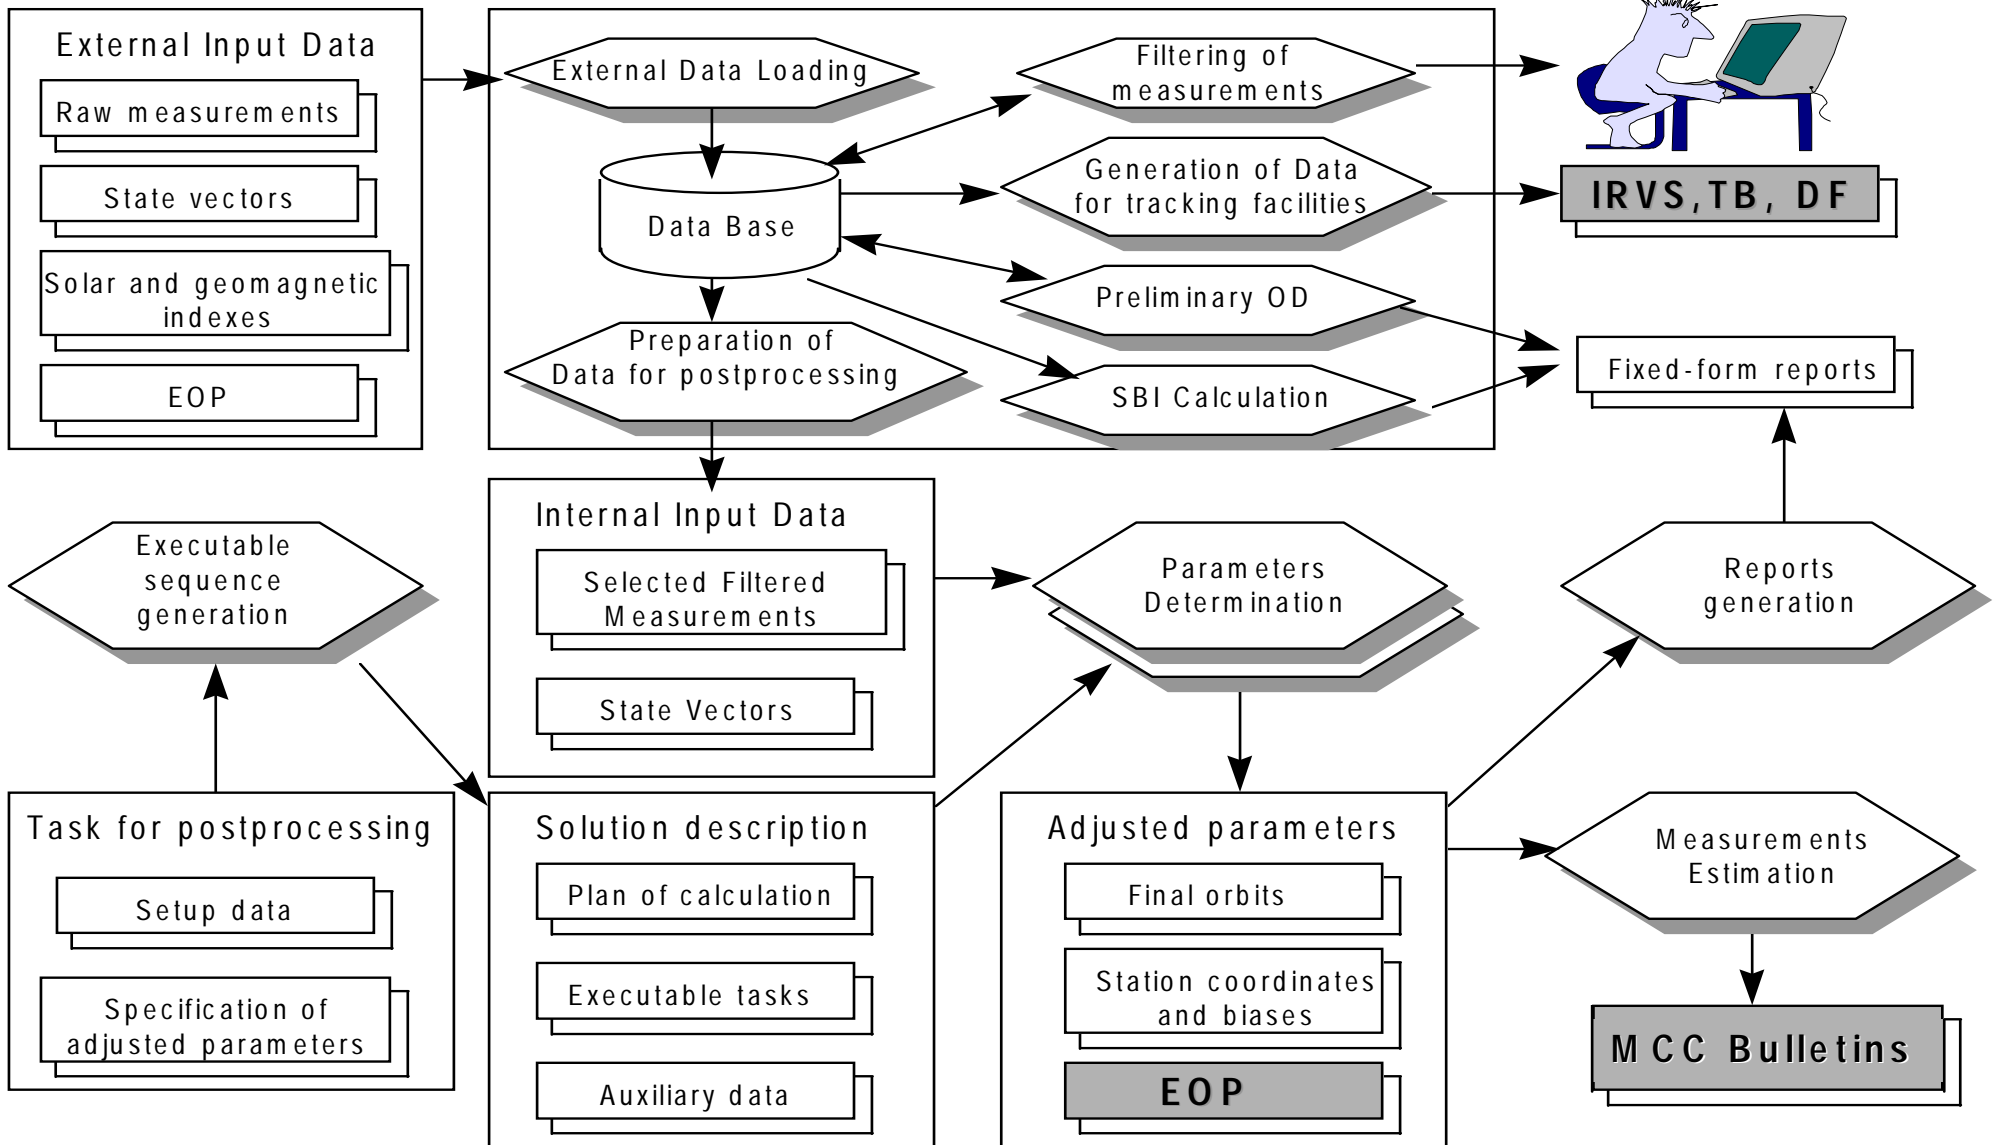 External Input Data
Raw measurements
State vectors
Solar and geomagnetic
indexes
EOP
External Data Loading
Data Base
Preparation of
Data for postprocessing
Filtering of
measurements
Generation of Data
for tracking facilities
Preliminary OD
SBI Calculation
IRVS,TB, DF
Fixed-form reports
Executable
sequence
generation
Internal Input Data
Selected Filtered
Measurements
State Vectors
Parameters
Determination
Reports
generation
Task for postprocessing
Setup data
Specification of
adjusted parameters
Solution description
Plan of calculation
Executable tasks
Auxiliary data
Adjusted parameters
Final orbits
Station coordinates
and biases
EOP
Measurements
Estimation
MCC Bulletins